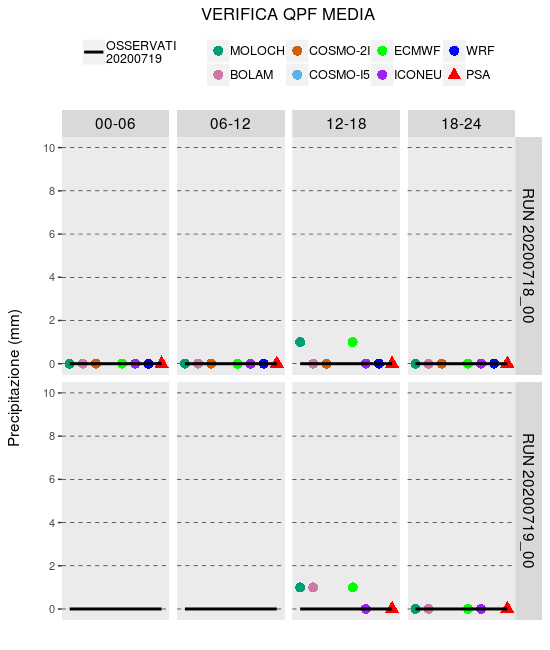 VERIFICA QPF MEDIA
OSSERVATI
20200719
MOLOCH
COSMO-2I
ECMWF
WRF
BOLAM
COSMO-I5
ICONEU
PSA
00-06
06-12
12-18
18-24
Precipitazione (mm)
10
8
6
4
2
0
RUN 20200718_00
10
8
6
4
2
0
RUN 20200719_00